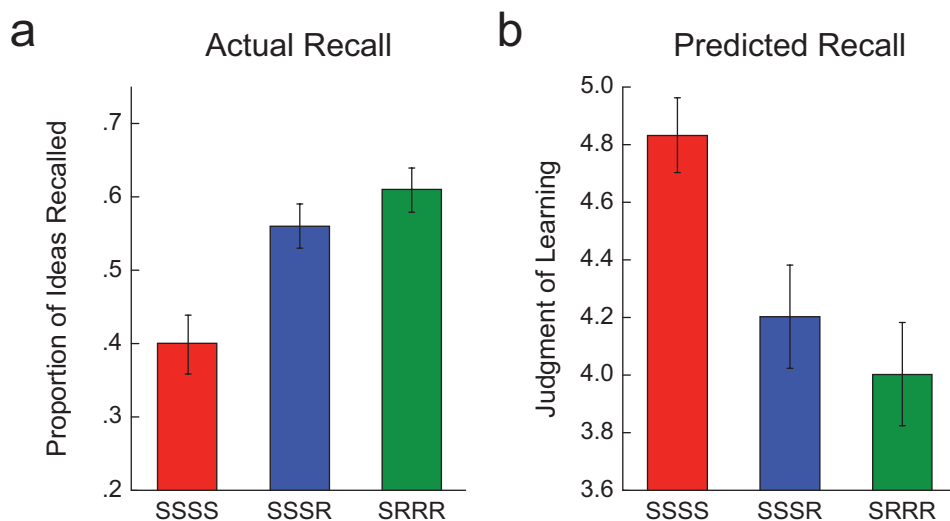 a
Actual Recall
Proportion of Ideas Recalled
.7
.6
.5
.4
.3
.2
SSSS SSSR SRRR
b
Predicted Recall
Judgment of Learning
5.0
4.8
4.6
4.4
4.2
4.0
3.8
3.6
SSSS SSSR SRRR